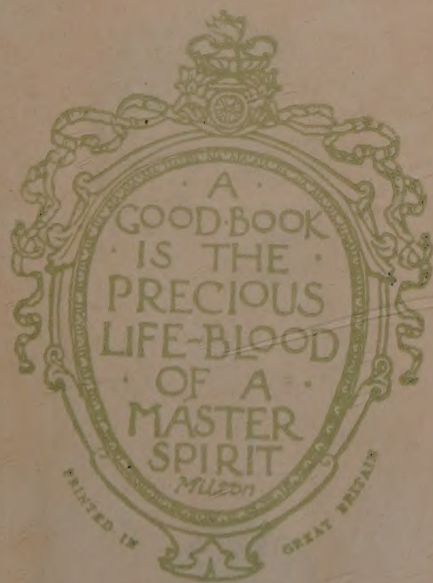 · A ·
GOOD·BOOK
· IS THE ·
PRECIOUS
LIFE-BLOOD
· OF A ·
MASTER
SPIRIT
Milton
PRINTED IN
GREAT BRITAIN